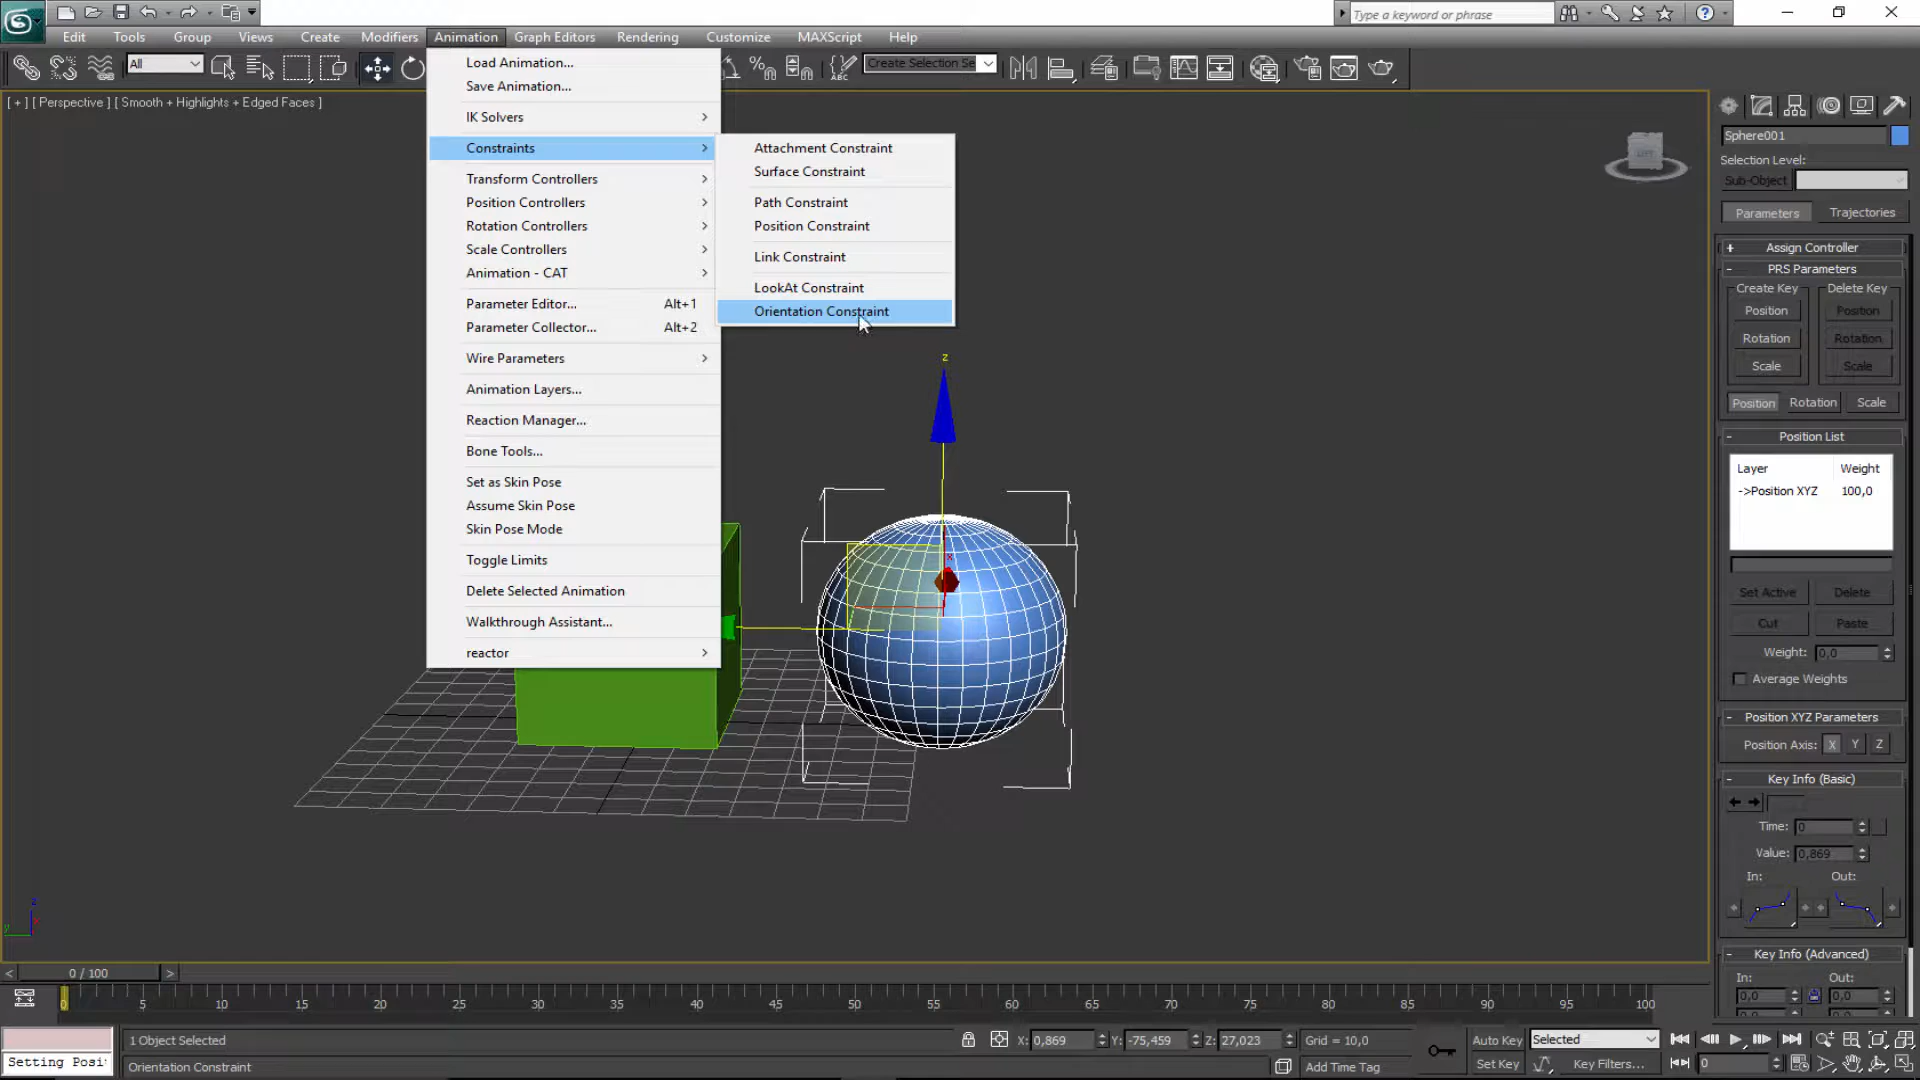 Type a keyword or phrase
Edit Tools Group Views Create Modifiers Animation Graph Editors Rendering Customize MAXScript Help
All
Create Selection Se
[ + ] [ Perspective ] [ Smooth + Highlights + Edged Faces ]
Load Animation...
Save Animation...
IK Solvers
Constraints
Transform Controllers
Position Controllers
Rotation Controllers
Scale Controllers
Animation - CAT
Parameter Editor... Alt+1
Parameter Collector... Alt+2
Wire Parameters
Animation Layers...
Reaction Manager...
Bone Tools...
Set as Skin Pose
Assume Skin Pose
Skin Pose Mode
Toggle Limits
Delete Selected Animation
Walkthrough Assistant...
reactor
Attachment Constraint
Surface Constraint
Path Constraint
Position Constraint
Link Constraint
LookAt Constraint
Orientation Constraint
z
x
LEFT
Sphere001
Selection Level:
Sub-Object
Parameters Trajectories
+ Assign Controller
- PRS Parameters
Create Key Delete Key
Position Position
Rotation Rotation
Scale Scale
Position Rotation Scale
- Position List
Layer Weight
->Position XYZ 100,0
Set Active Delete
Cut Paste
Weight: 0,0
Average Weights
- Position XYZ Parameters
Position Axis: X Y Z
- Key Info (Basic)
Time: 0
Value: 0,869
In: Out:
- Key Info (Advanced)
In: Out:
0,0 0,0
z
y
x
< 0 / 100 >
0 5 10 15 20 25 30 35 40 45 50 55 60 65 70 75 80 85 90 95 100
1 Object Selected
X: 0,869 Y: -75,459 Z: 27,023 Grid = 10,0
Auto Key Selected
Setting Posi
Orientation Constraint
Add Time Tag
Set Key Key Filters... 0